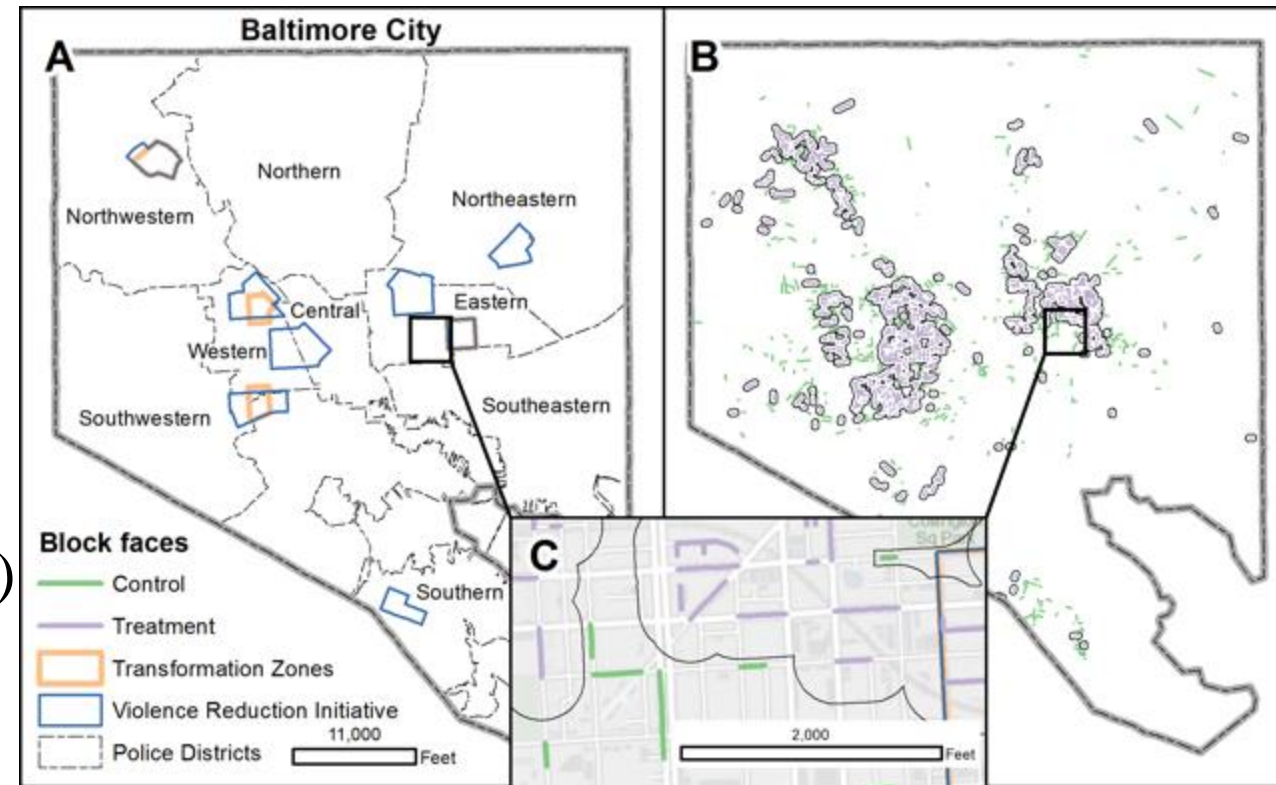 Baltimore City
A
B
Northern
Northwestern
Northeastern
Central
Eastern
Western
Southwestern
Southeastern
Southern
Block faces
Control
Treatment
Transformation Zones
Violence Reduction Initiative
Police Districts
11,000
Feet
)
C
Sq
2,000
Feet